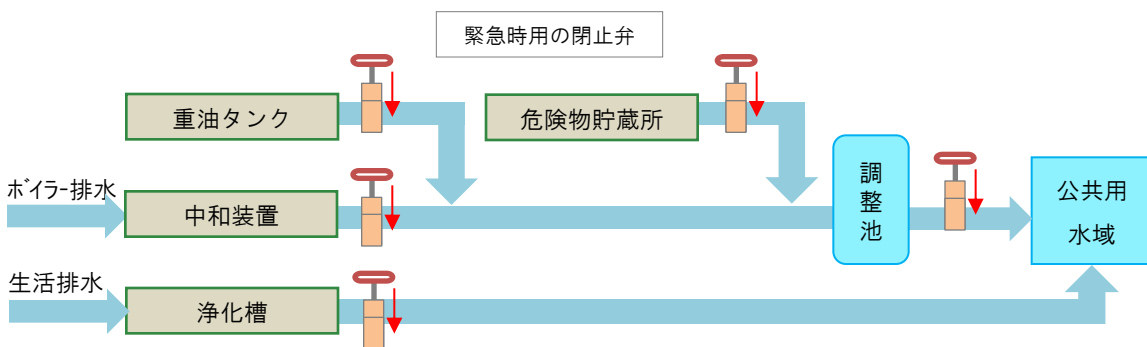 緊急時用の閉止弁
重油タンク
危険物貯蔵所
ﾎﾞｲﾗｰ排水
中和装置
調整池
公共用
水域
生活排水
浄化槽